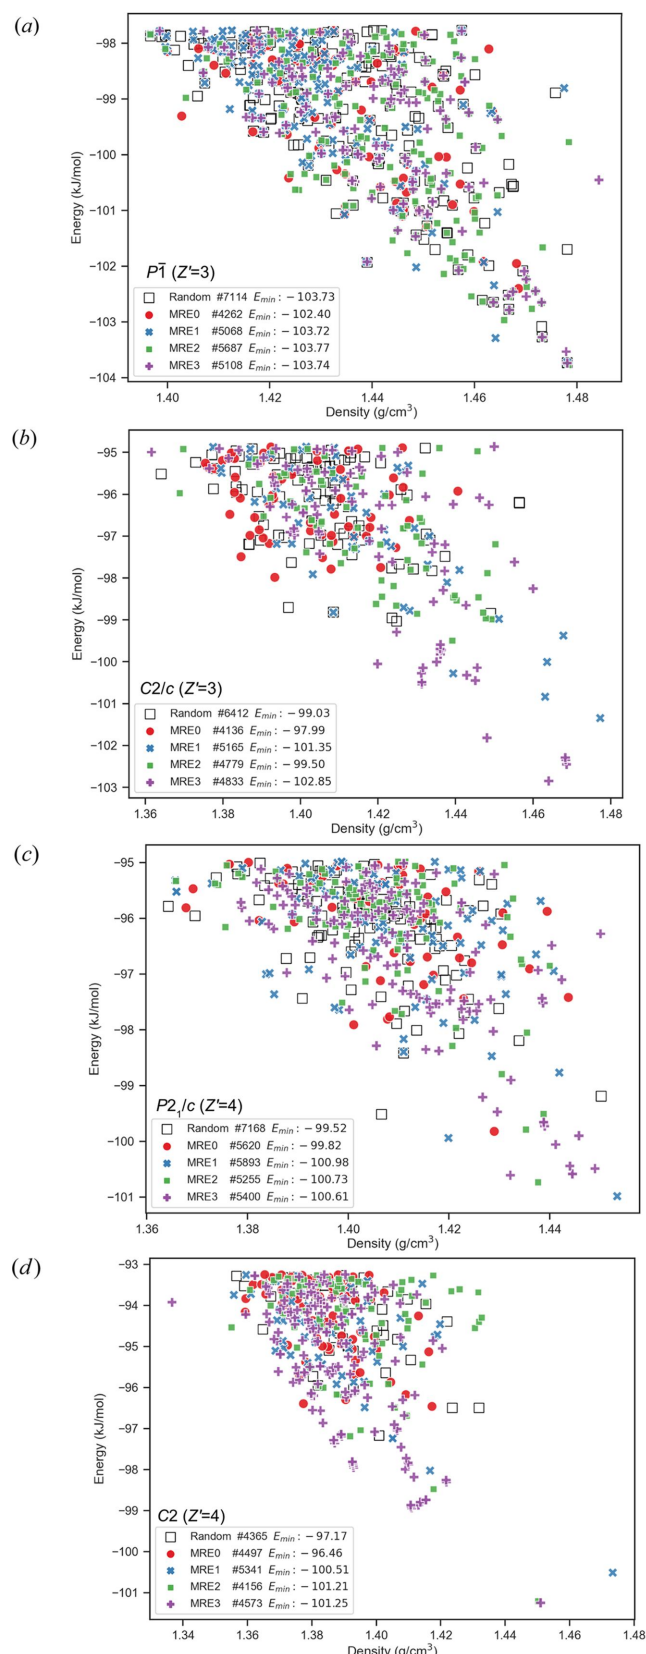 (a)
−98
−99
−100
−101
−102
−103
−104
Energy (kJ/mol)
P1̄ (Z'=3)
Random #7114 Emin: −103.73
MRE0 #4262 Emin: −102.40
MRE1 #5068 Emin: −103.72
MRE2 #5687 Emin: −103.77
MRE3 #5108 Emin: −103.74
1.40 1.42 1.44 1.46 1.48
Density (g/cm³)
(b)
−95
−96
−97
−98
−99
−100
−101
−102
−103
Energy (kJ/mol)
C2/c (Z'=3)
Random #6412 Emin: −99.03
MRE0 #4136 Emin: −97.99
MRE1 #5165 Emin: −101.35
MRE2 #4779 Emin: −99.50
MRE3 #4833 Emin: −102.85
1.36 1.38 1.40 1.42 1.44 1.46 1.48
Density (g/cm³)
(c)
−95
−96
−97
−98
−99
−100
−101
Energy (kJ/mol)
P2₁/c (Z'=4)
Random #7168 Emin: −99.52
MRE0 #5620 Emin: −99.82
MRE1 #5893 Emin: −100.98
MRE2 #5255 Emin: −100.73
MRE3 #5400 Emin: −100.61
1.36 1.38 1.40 1.42 1.44
Density (g/cm³)
(d)
−93
−94
−95
−96
−97
−98
−99
−100
−101
Energy (kJ/mol)
C2 (Z'=4)
Random #4365 Emin: −97.17
MRE0 #4497 Emin: −96.46
MRE1 #5341 Emin: −100.51
MRE2 #4156 Emin: −101.21
MRE3 #4573 Emin: −101.25
1.34 1.36 1.38 1.40 1.42 1.44 1.46 1.48
Density (g/cm³)